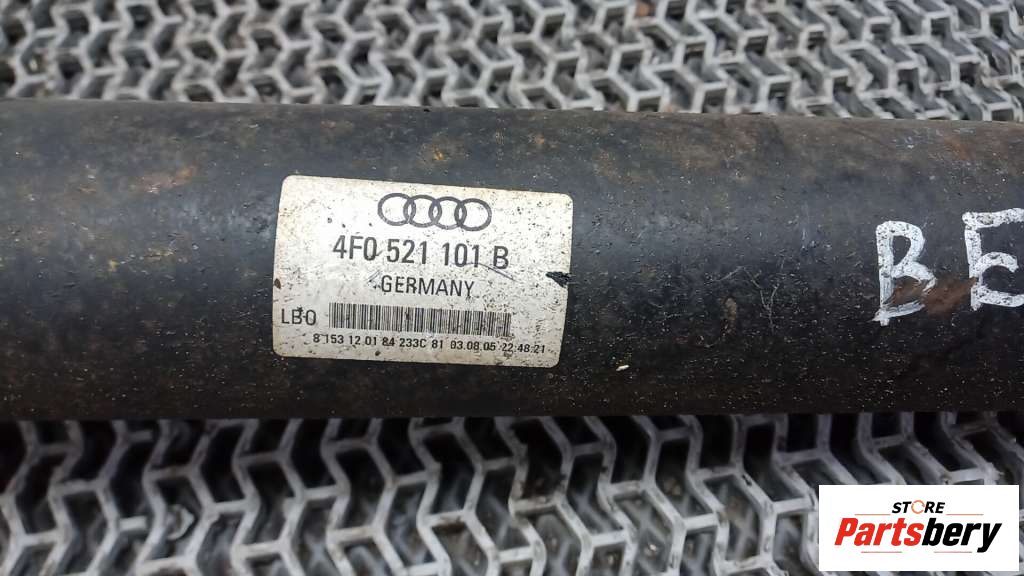 4F0 521 101 B
GERMANY
LBO
8 153 12 01 84 233C 81 03.08.05 22:48:21
BE
STORE
Partsbery